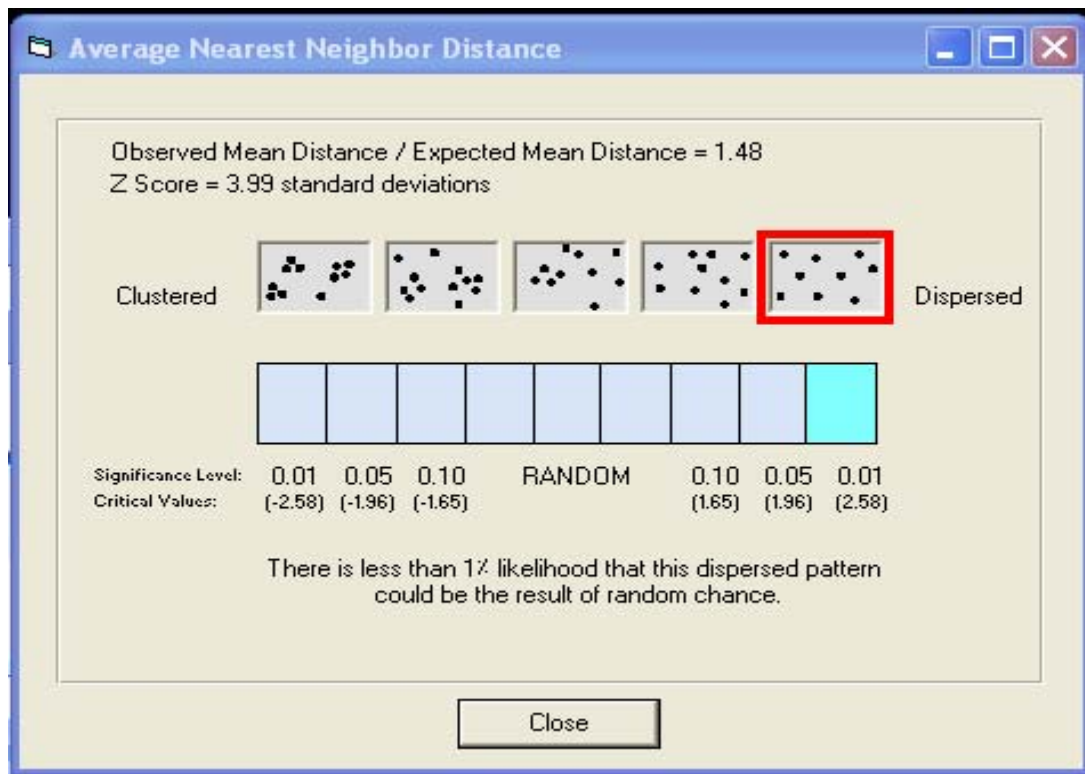 Average Nearest Neighbor Distance
Observed Mean Distance / Expected Mean Distance = 1.48
Z Score = 3.99 standard deviations
Clustered
Dispersed
Significance Level: 0.01 0.05 0.10 RANDOM 0.10 0.05 0.01
Critical Values: (-2.58) (-1.96) (-1.65) (1.65) (1.96) (2.58)
There is less than 1% likelihood that this dispersed pattern
could be the result of random chance.
Close